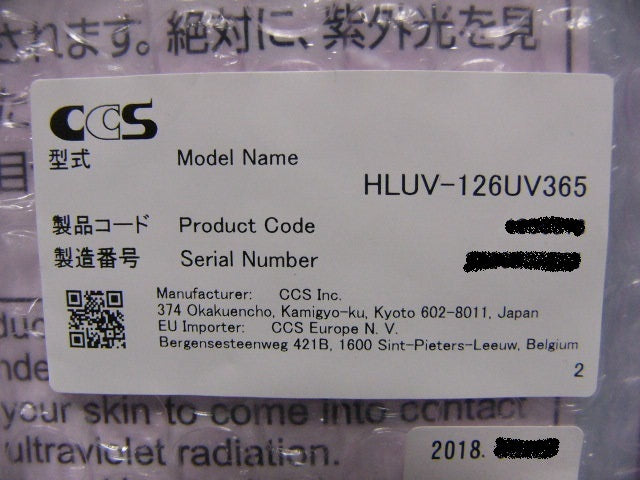 されます。絶対に、紫外光を見
に
CCS
型式 Model Name
HLUV-126UV365
目
製品コード Product Code
製造番号 Serial Number
Manufacturer: CCS Inc.
374 Okakuencho, Kamigyo-ku, Kyoto 602-8011, Japan
EU Importer: CCS Europe N. V.
Bergensesteenweg 421B, 1600 Sint-Pieters-Leeuw, Belgium
2
your skin to come into contact
ultraviolet radiation.
2018.